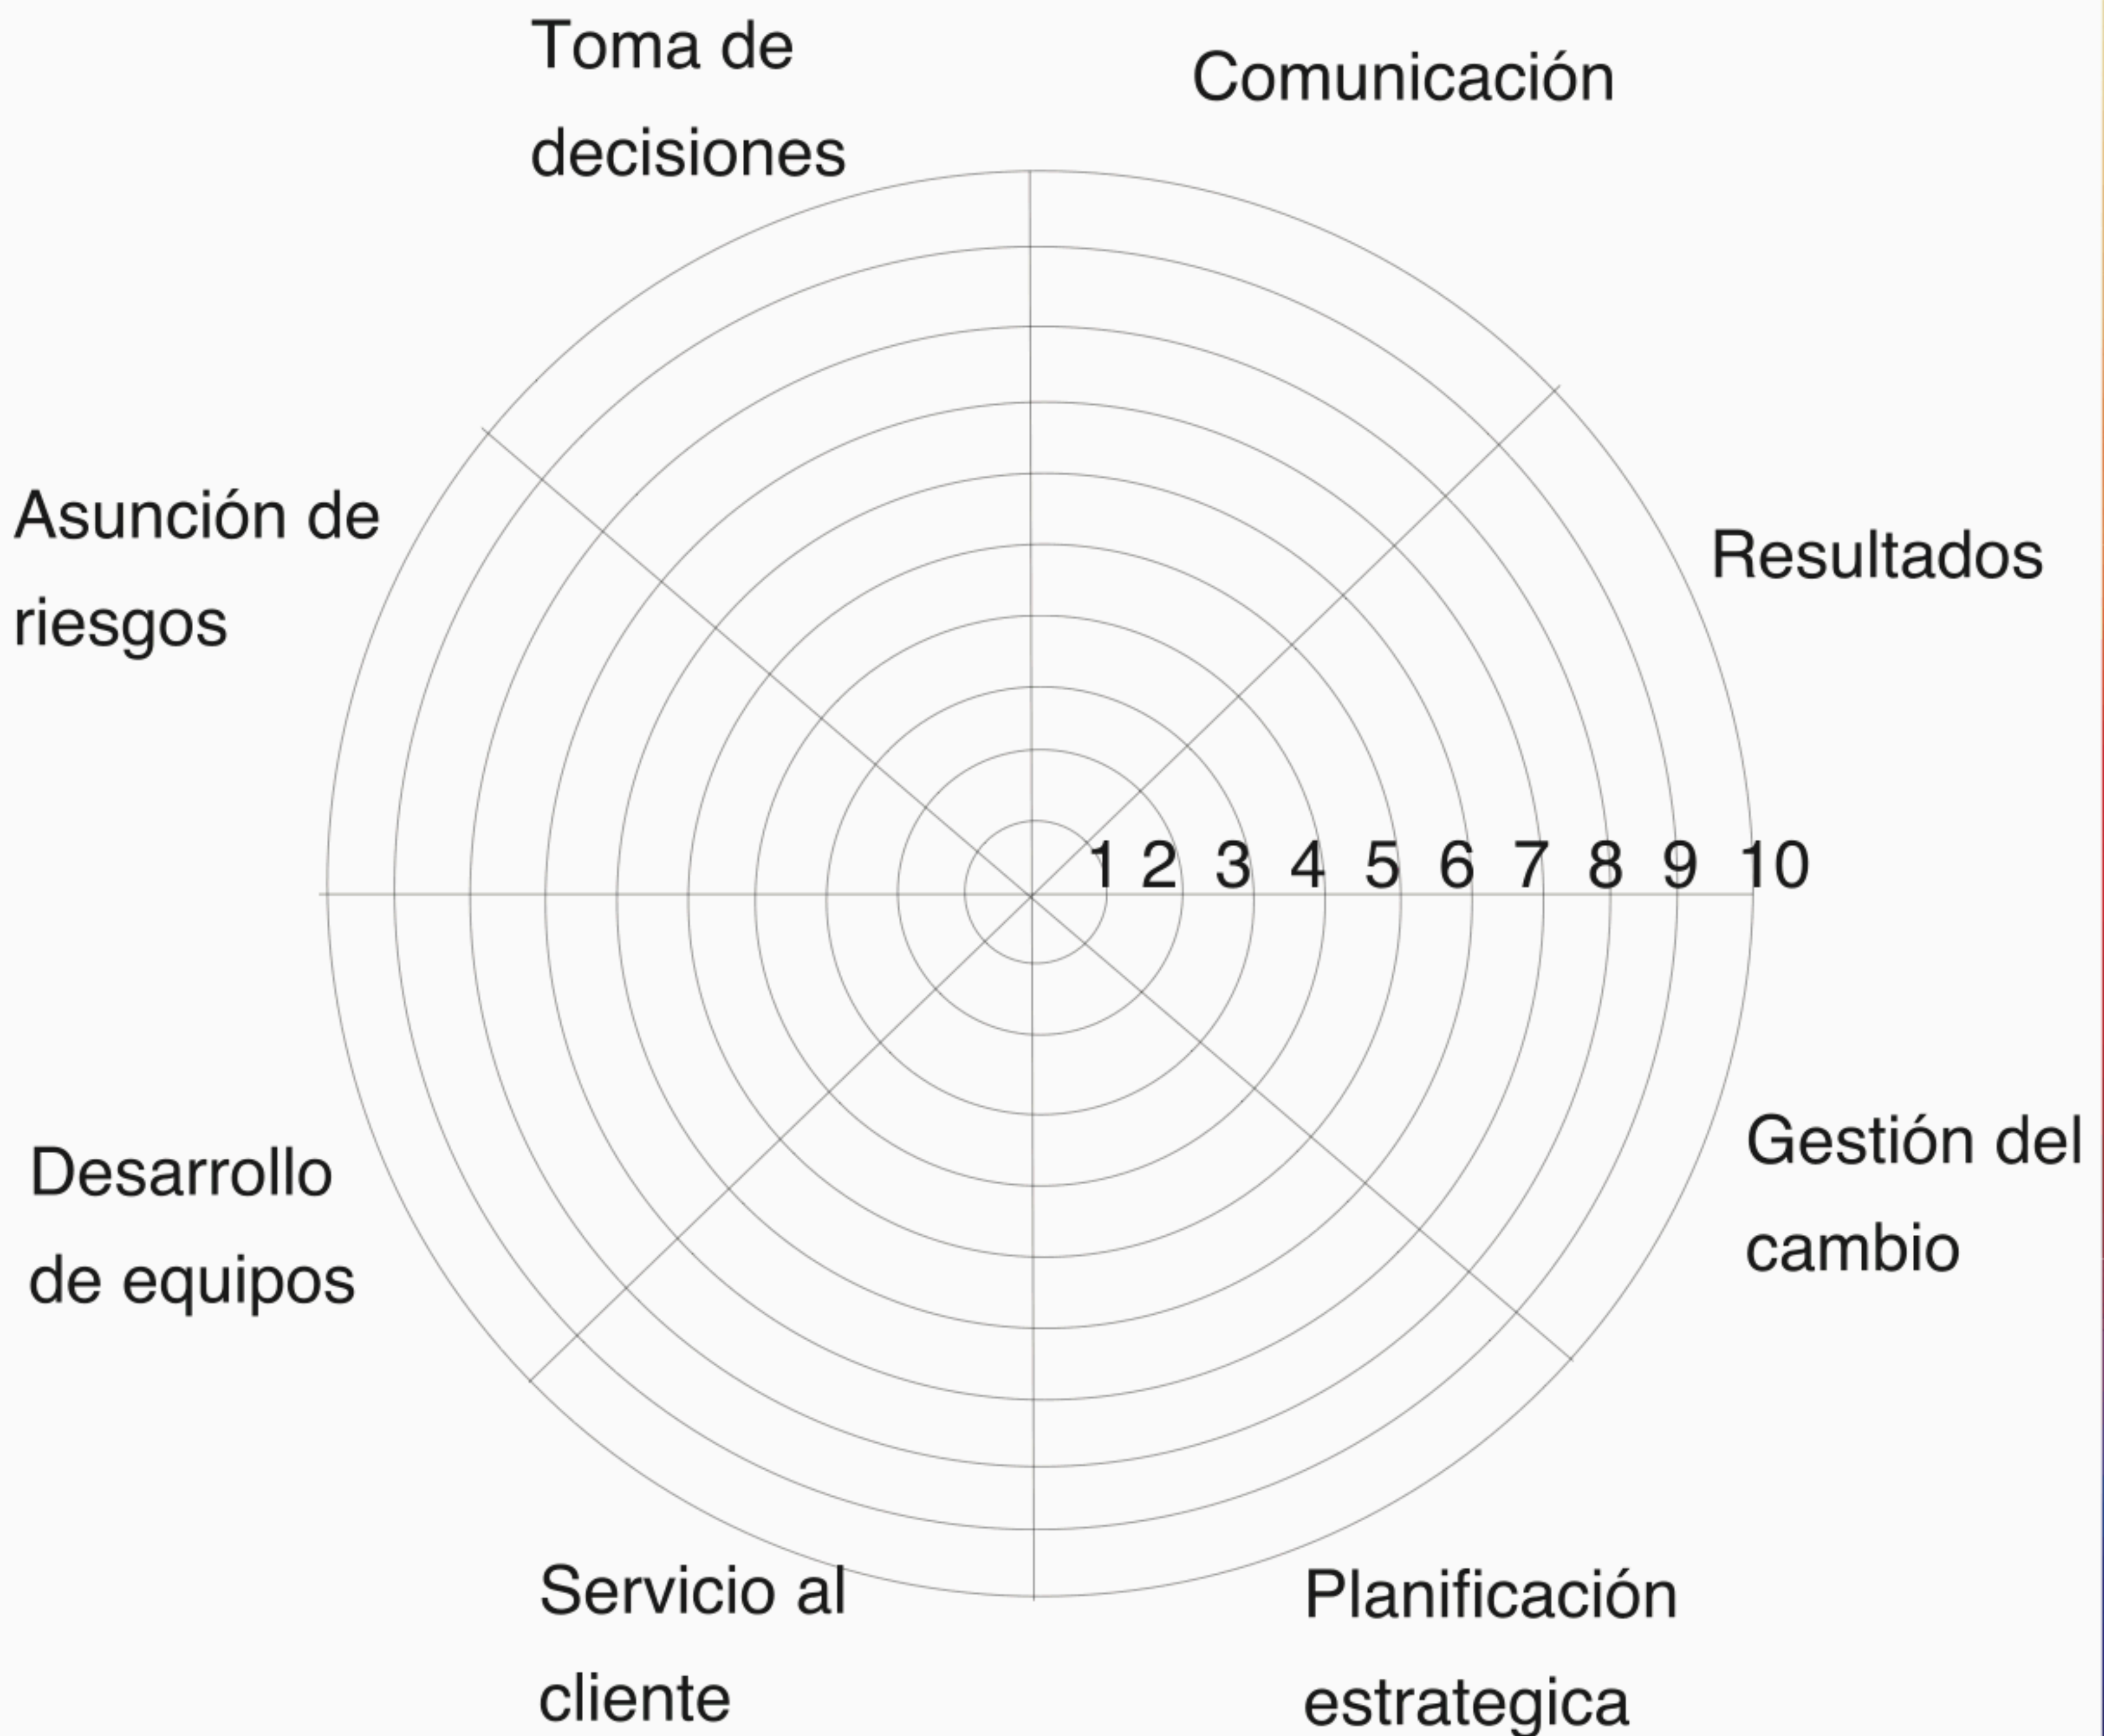 Toma de
decisiones
Comunicación
Asunción de
riesgos
Resultados
1 2 3 4 5 6 7 8 9 10
Desarrollo
de equipos
Gestión del
cambio
Servicio al
cliente
Planificación
estrategica